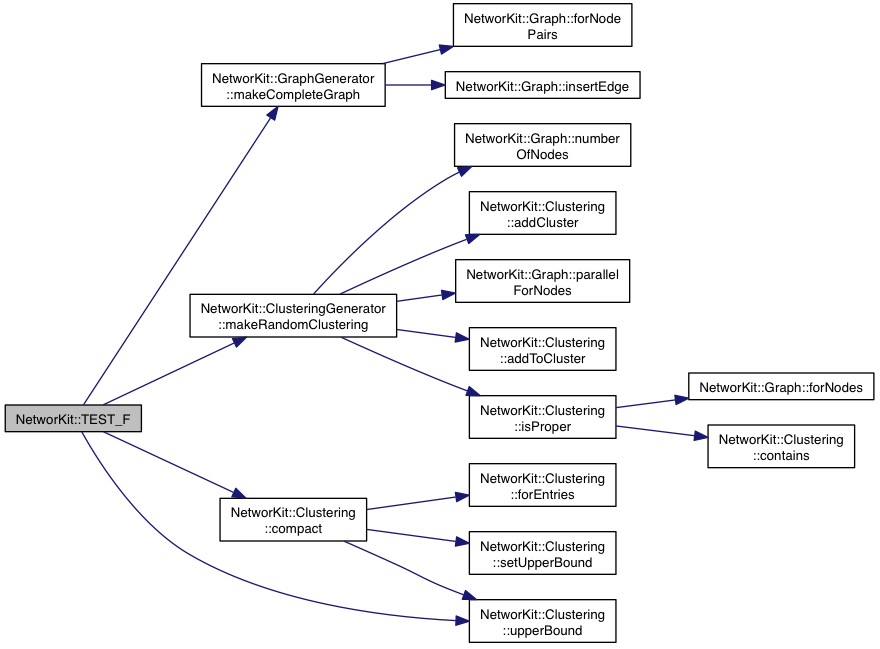 NetworKit::Graph::forNode
Pairs
NetworKit::GraphGenerator
::makeCompleteGraph
NetworKit::Graph::insertEdge
NetworKit::Graph::number
OfNodes
NetworKit::Clustering
::addCluster
NetworKit::Graph::parallel
ForNodes
NetworKit::ClusteringGenerator
::makeRandomClustering
NetworKit::Clustering
::addToCluster
NetworKit::Graph::forNodes
NetworKit::TEST_F
NetworKit::Clustering
::isProper
NetworKit::Clustering
::contains
NetworKit::Clustering
::forEntries
NetworKit::Clustering
::compact
NetworKit::Clustering
::setUpperBound
NetworKit::Clustering
::upperBound